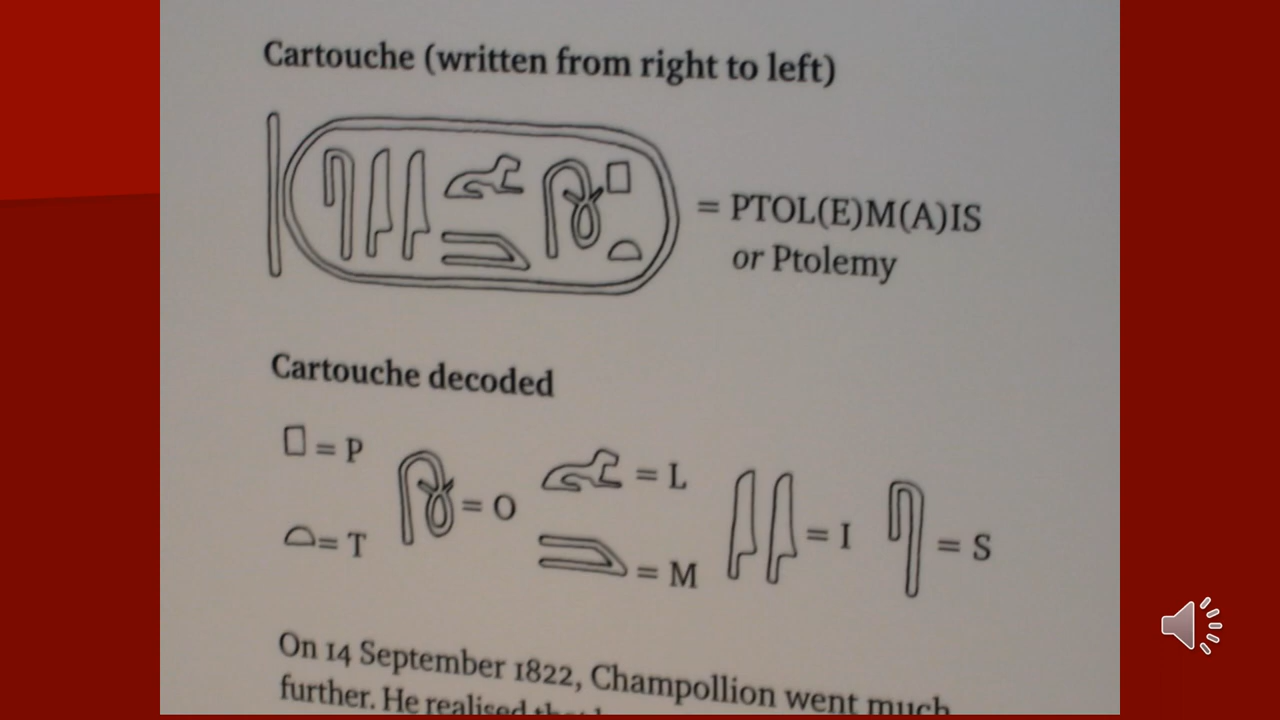 Cartouche (written from right to left)
= PTOL(E)M(A)IS
or Ptolemy
Cartouche decoded
= P
= T
= O
= L
= M
= I
= S
On 14 September 1822, Champollion went much
further. He realised that